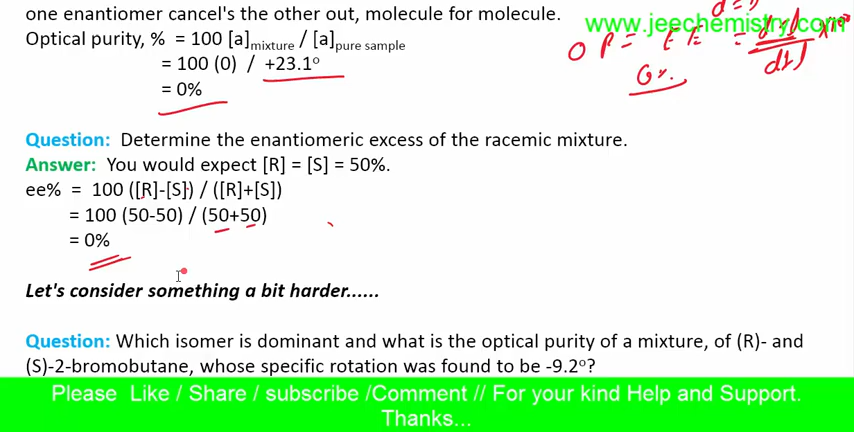 one enantiomer cancel's the other out, molecule for molecule.
www.jeechemistry.com
Optical purity, % = 100 [a]mixture / [a]pure sample
O P = E E =
= 100 (0) / +23.1°
= 0%
Question: Determine the enantiomeric excess of the racemic mixture.
Answer: You would expect [R] = [S] = 50%.
ee% = 100 ([R]-[S]) / ([R]+[S])
= 100 (50-50) / (50+50)
= 0%
Let's consider something a bit harder......
Question: Which isomer is dominant and what is the optical purity of a mixture, of (R)- and
(S)-2-bromobutane, whose specific rotation was found to be -9.2°?
Please Like / Share / subscribe /Comment // For your kind Help and Support.
Thanks...